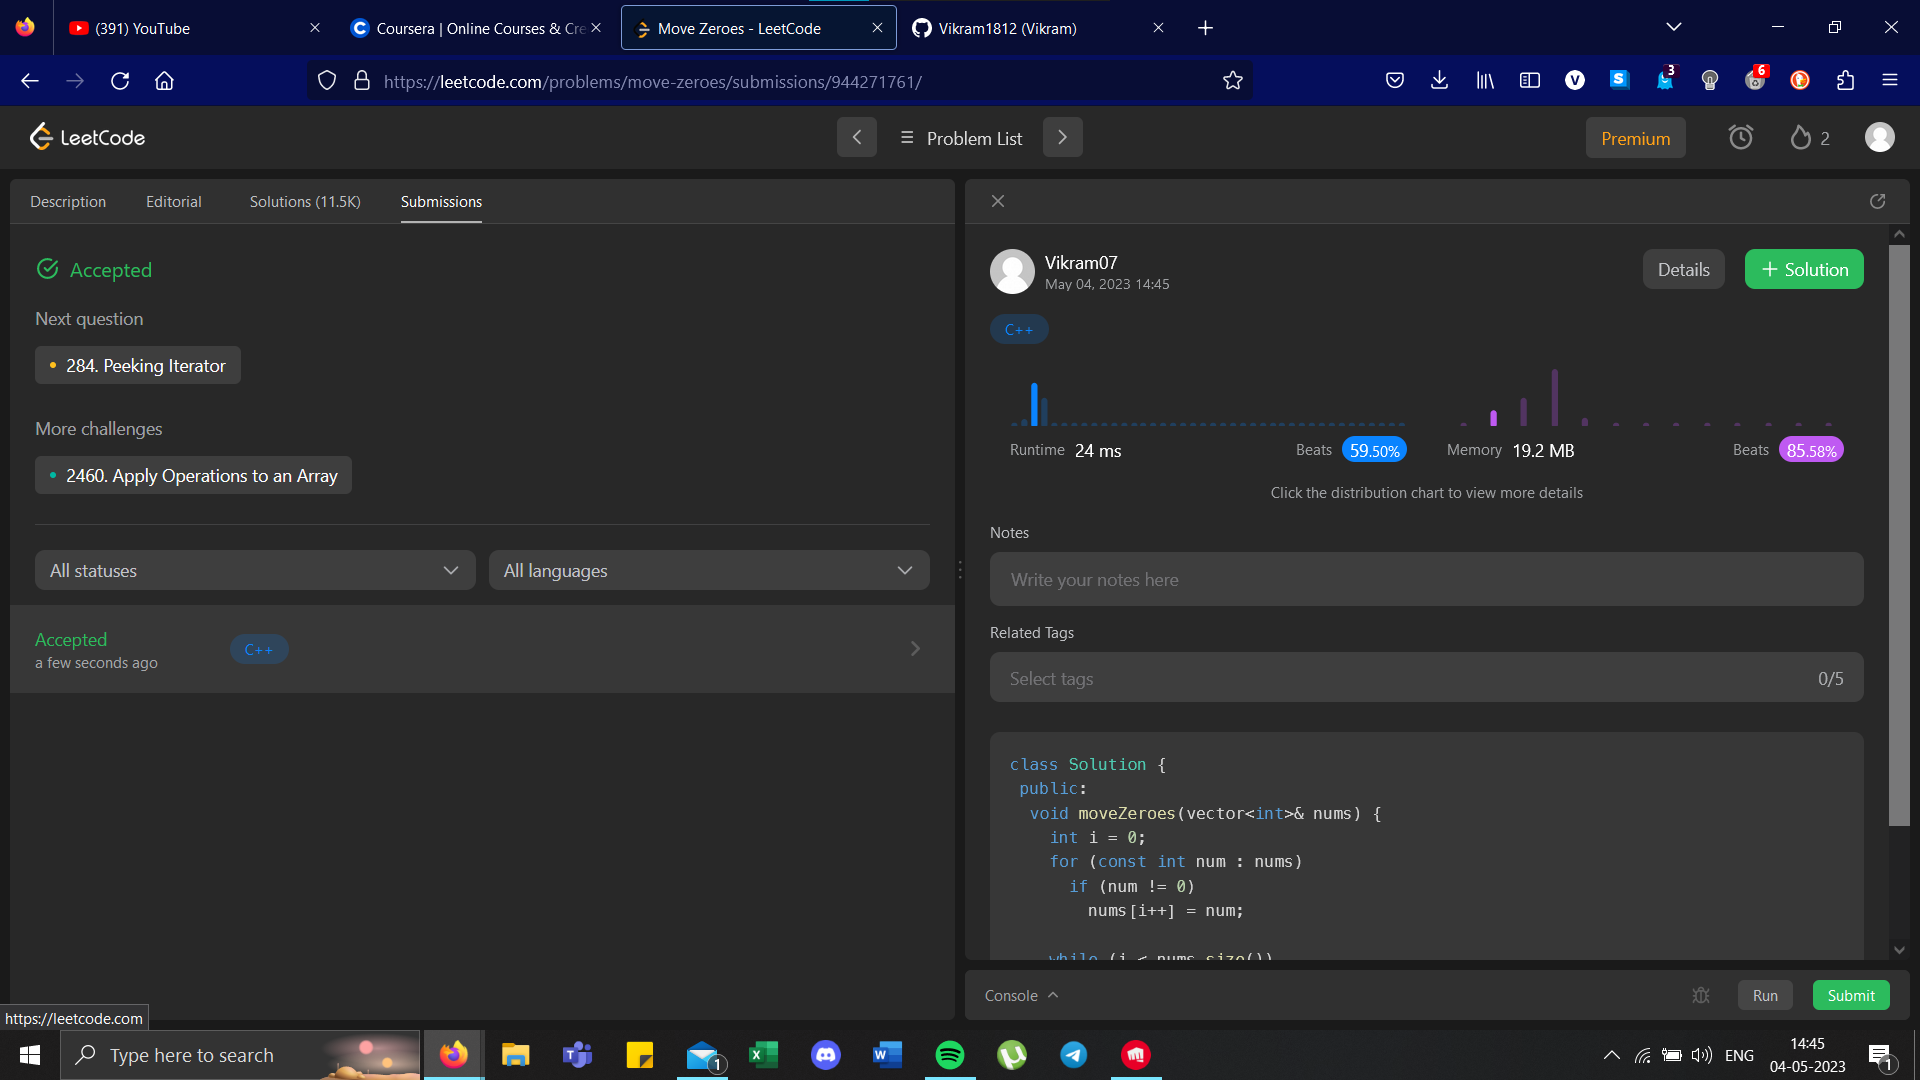 (391) YouTube
Coursera | Online Courses & Cre
Move Zeroes - LeetCode
Vikram1812 (Vikram)
https://leetcode.com/problems/move-zeroes/submissions/944271761/
V
S
3
6
LeetCode
Problem List
Premium
2
Description
Editorial
Solutions (11.5K)
Submissions
Accepted
Next question
284. Peeking Iterator
More challenges
2460. Apply Operations to an Array
All statuses
All languages
Accepted
a few seconds ago
C++
Vikram07
May 04, 2023 14:45
Details
+ Solution
C++
Runtime 24 ms
Beats 59.50%
Memory 19.2 MB
Beats 85.58%
Click the distribution chart to view more details
Notes
Write your notes here
Related Tags
Select tags
0/5
class Solution {
public:
void moveZeroes(vector<int>& nums) {
int i = 0;
for (const int num : nums)
if (num != 0)
nums[i++] = num;
while (i < nums.size())
Console
Run
Submit
https://leetcode.com
Type here to search
1
ENG
14:45
04-05-2023
1